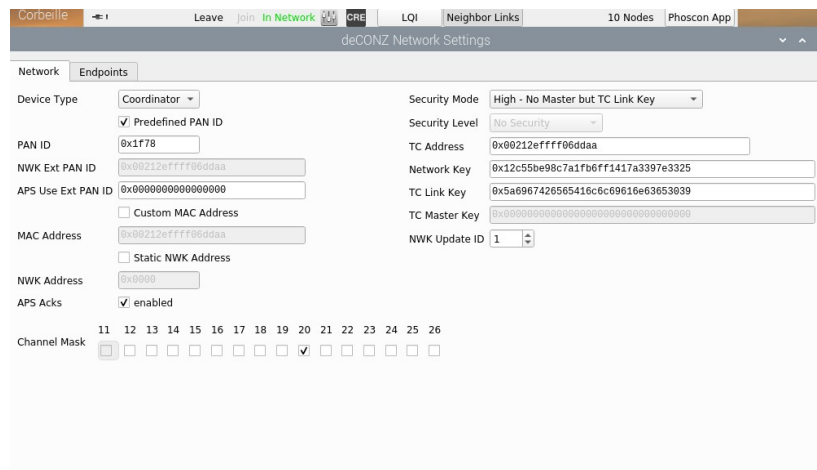 Corbeille Leave Join In Network CRE LQI Neighbor Links 10 Nodes Phoscon App
deCONZ Network Settings
Network Endpoints
Device Type Coordinator
Predefined PAN ID
PAN ID 0x1f78
NWK Ext PAN ID 0x00212effff06ddaa
APS Use Ext PAN ID 0x0000000000000000
Custom MAC Address
MAC Address 0x00212effff06ddaa
Static NWK Address
NWK Address 0x0000
APS Acks enabled
Channel Mask 11 12 13 14 15 16 17 18 19 20 21 22 23 24 25 26
Security Mode High - No Master but TC Link Key
Security Level No Security
TC Address 0x00212effff06ddaa
Network Key 0x12c55be98c7a1fb6ff1417a3397e3325
TC Link Key 0x5a6967426565416c6c69616e63653039
TC Master Key 0x00000000000000000000000000000000
NWK Update ID 1